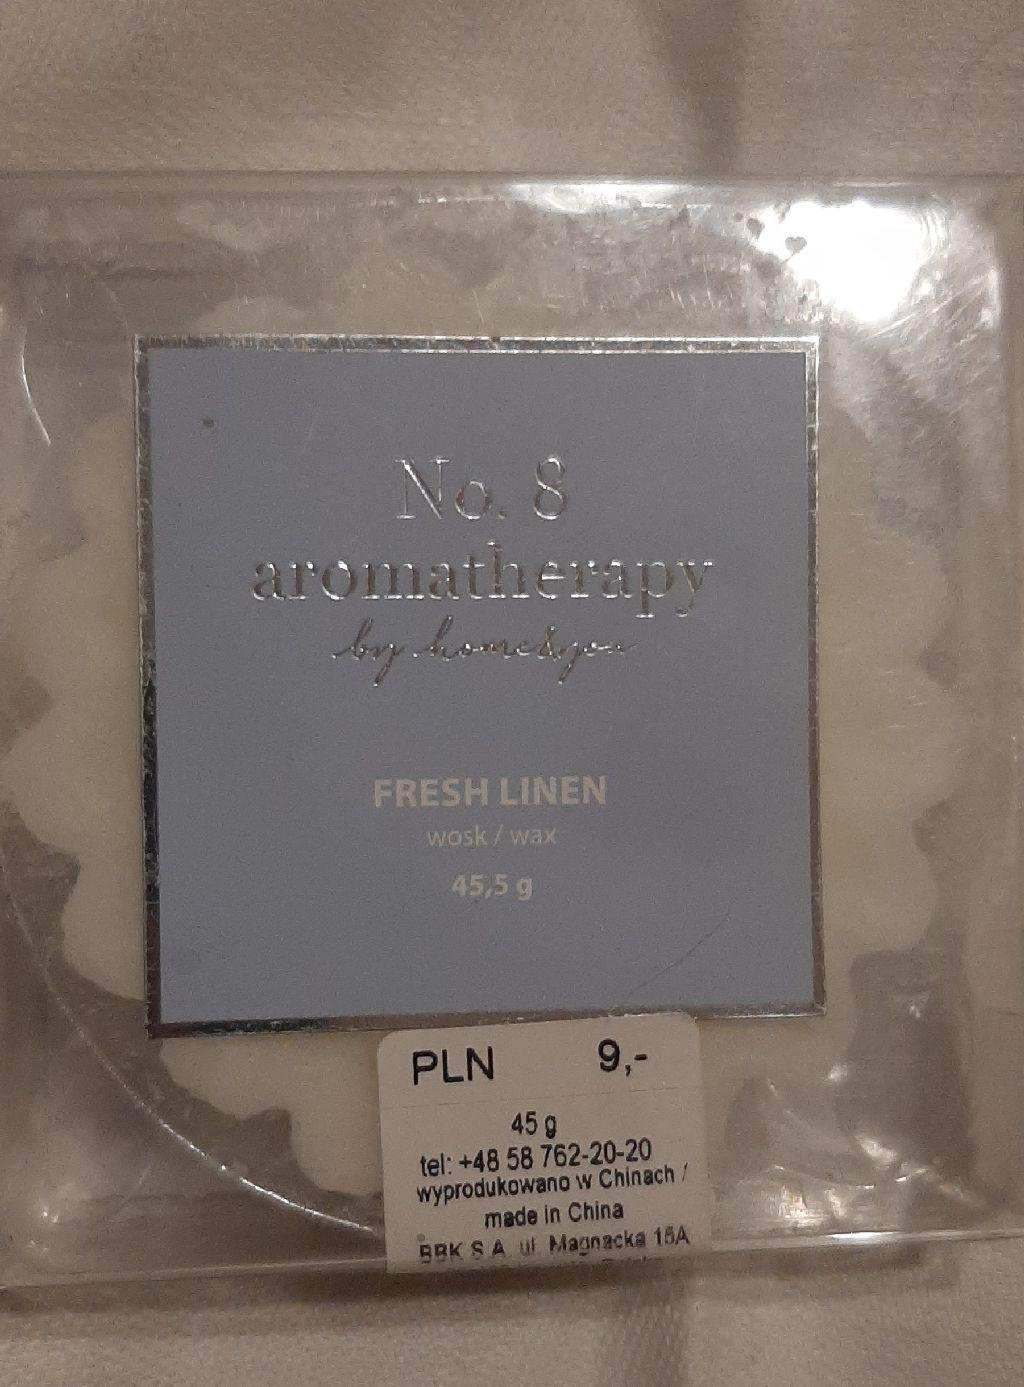 No. 8
aromatherapy
by home&you
FRESH LINEN
wosk / wax
45,5 g
PLN 9,-
45 g
tel: +48 58 762-20-20
wyprodukowano w Chinach /
made in China
BBK S.A. ul. Magnacka 15A